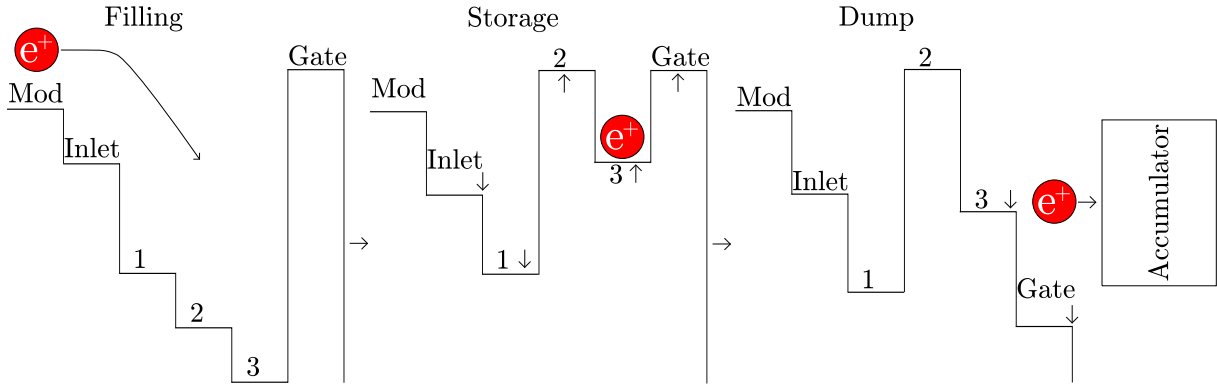 Filling
e⁺
Mod
Inlet
1
2
3
Gate
Storage
Mod
Inlet
1
2
e⁺
3
Gate
Dump
Mod
Inlet
1
2
3
Gate
e⁺
Accumulator